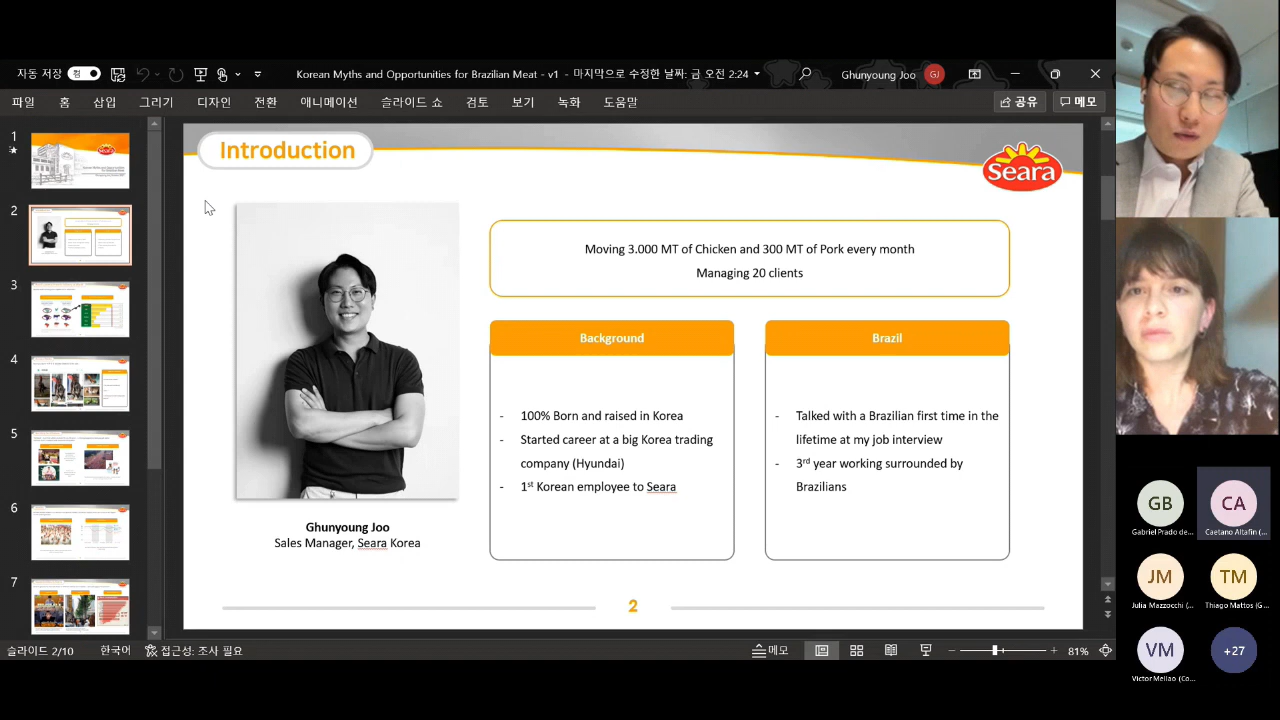 자동 저장 컴
Korean Myths and Opportunities for Brazilian Meat - v1 - 마지막으로 수정한 날짜: 금 오전 2:24
Ghunyoung Joo GJ
파일 홈 삽입 그리기 디자인 전환 애니메이션 슬라이드 쇼 검토 보기 녹화 도움말
공유 메모
1
2
3
4
5
6
7
Introduction
Seara
Moving 3.000 MT of Chicken and 300 MT of Pork every month
Managing 20 clients
Background
- 100% Born and raised in Korea
- Started career at a big Korea trading
company (Hyundai)
- 1st Korean employee to Seara
Brazil
- Talked with a Brazilian first time in the
lifetime at my job interview
- 3rd year working surrounded by
Brazilians
Ghunyoung Joo
Sales Manager, Seara Korea
2
슬라이드 2/10 한국어 접근성: 조사 필요
메모
81%
GB CA
Gabriel Prado de... Caetano Altafin (...
JM TM
Julia Mazzocchi (... Thiago Mattos (G...
VM +27
Victor Mellao (Co...